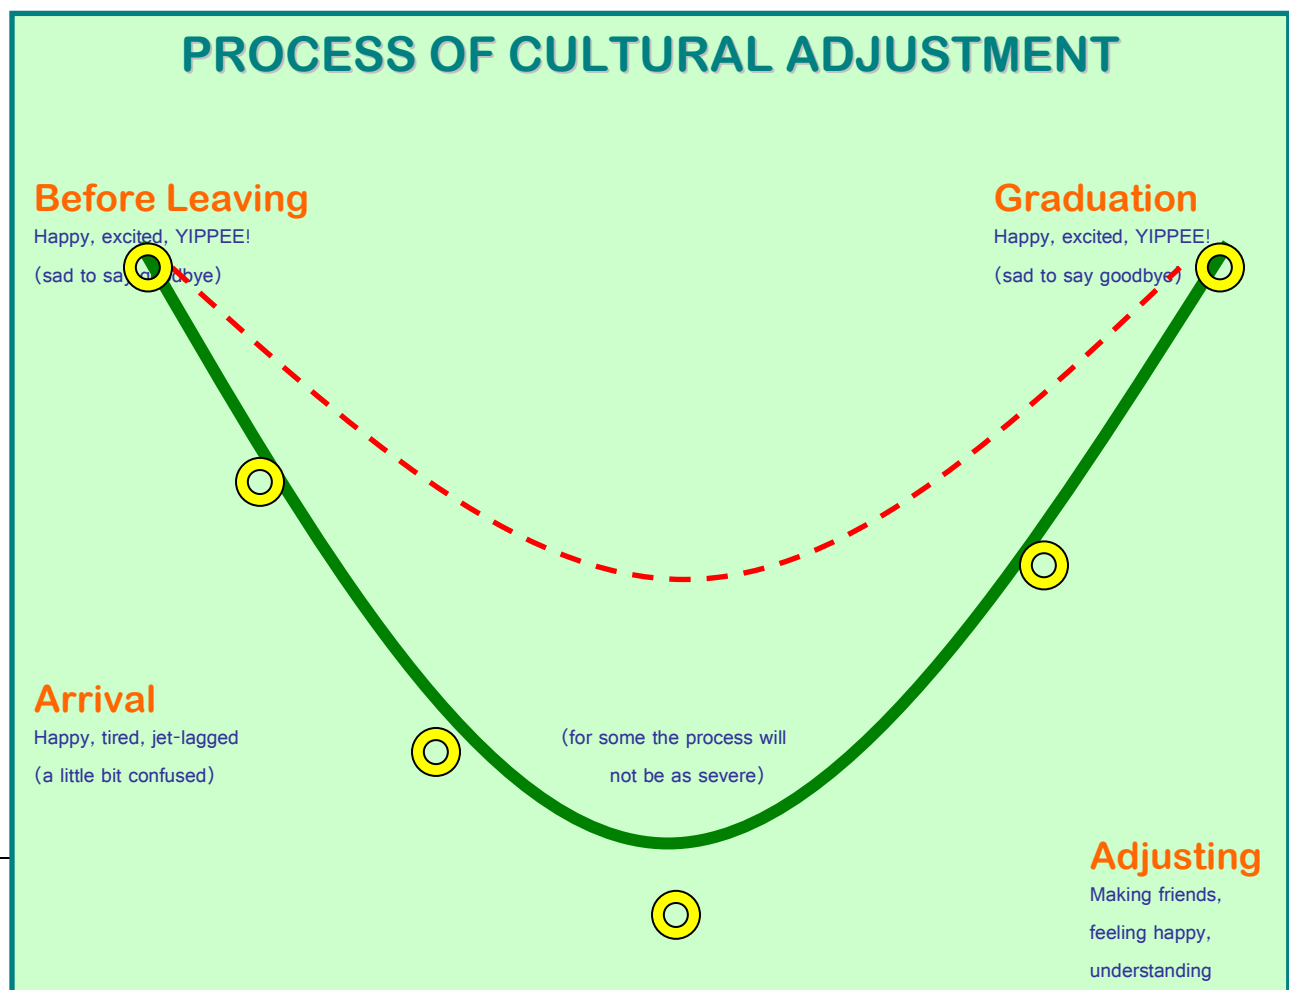 PROCESS OF CULTURAL ADJUSTMENT
Before Leaving
Happy, excited, YIPPEE!
(sad to say goodbye)
Graduation
Happy, excited, YIPPEE!
(sad to say goodbye)
Arrival
Happy, tired, jet-lagged
(a little bit confused)
(for some the process will
not be as severe)
Adjusting
Making friends,
feeling happy,
understanding